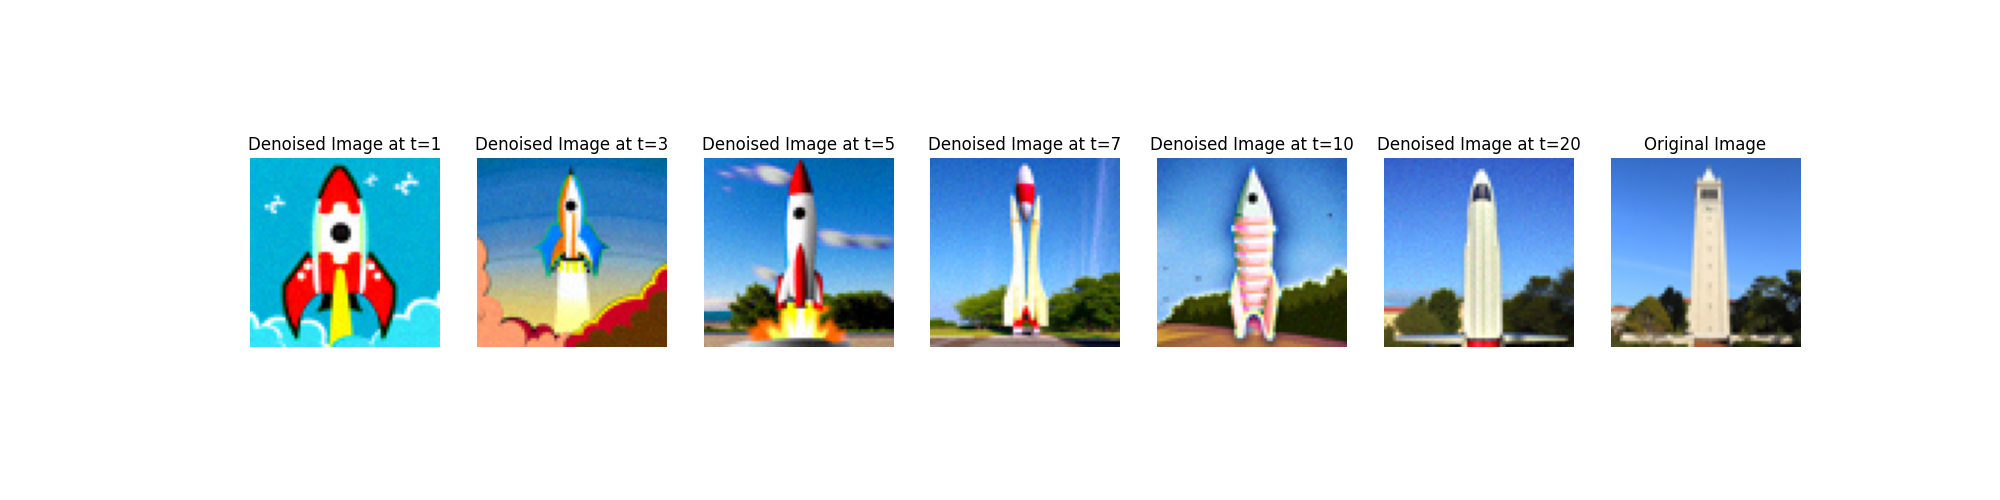 Denoised Image at t=1
Denoised Image at t=3
Denoised Image at t=5
Denoised Image at t=7
Denoised Image at t=10
Denoised Image at t=20
Original Image